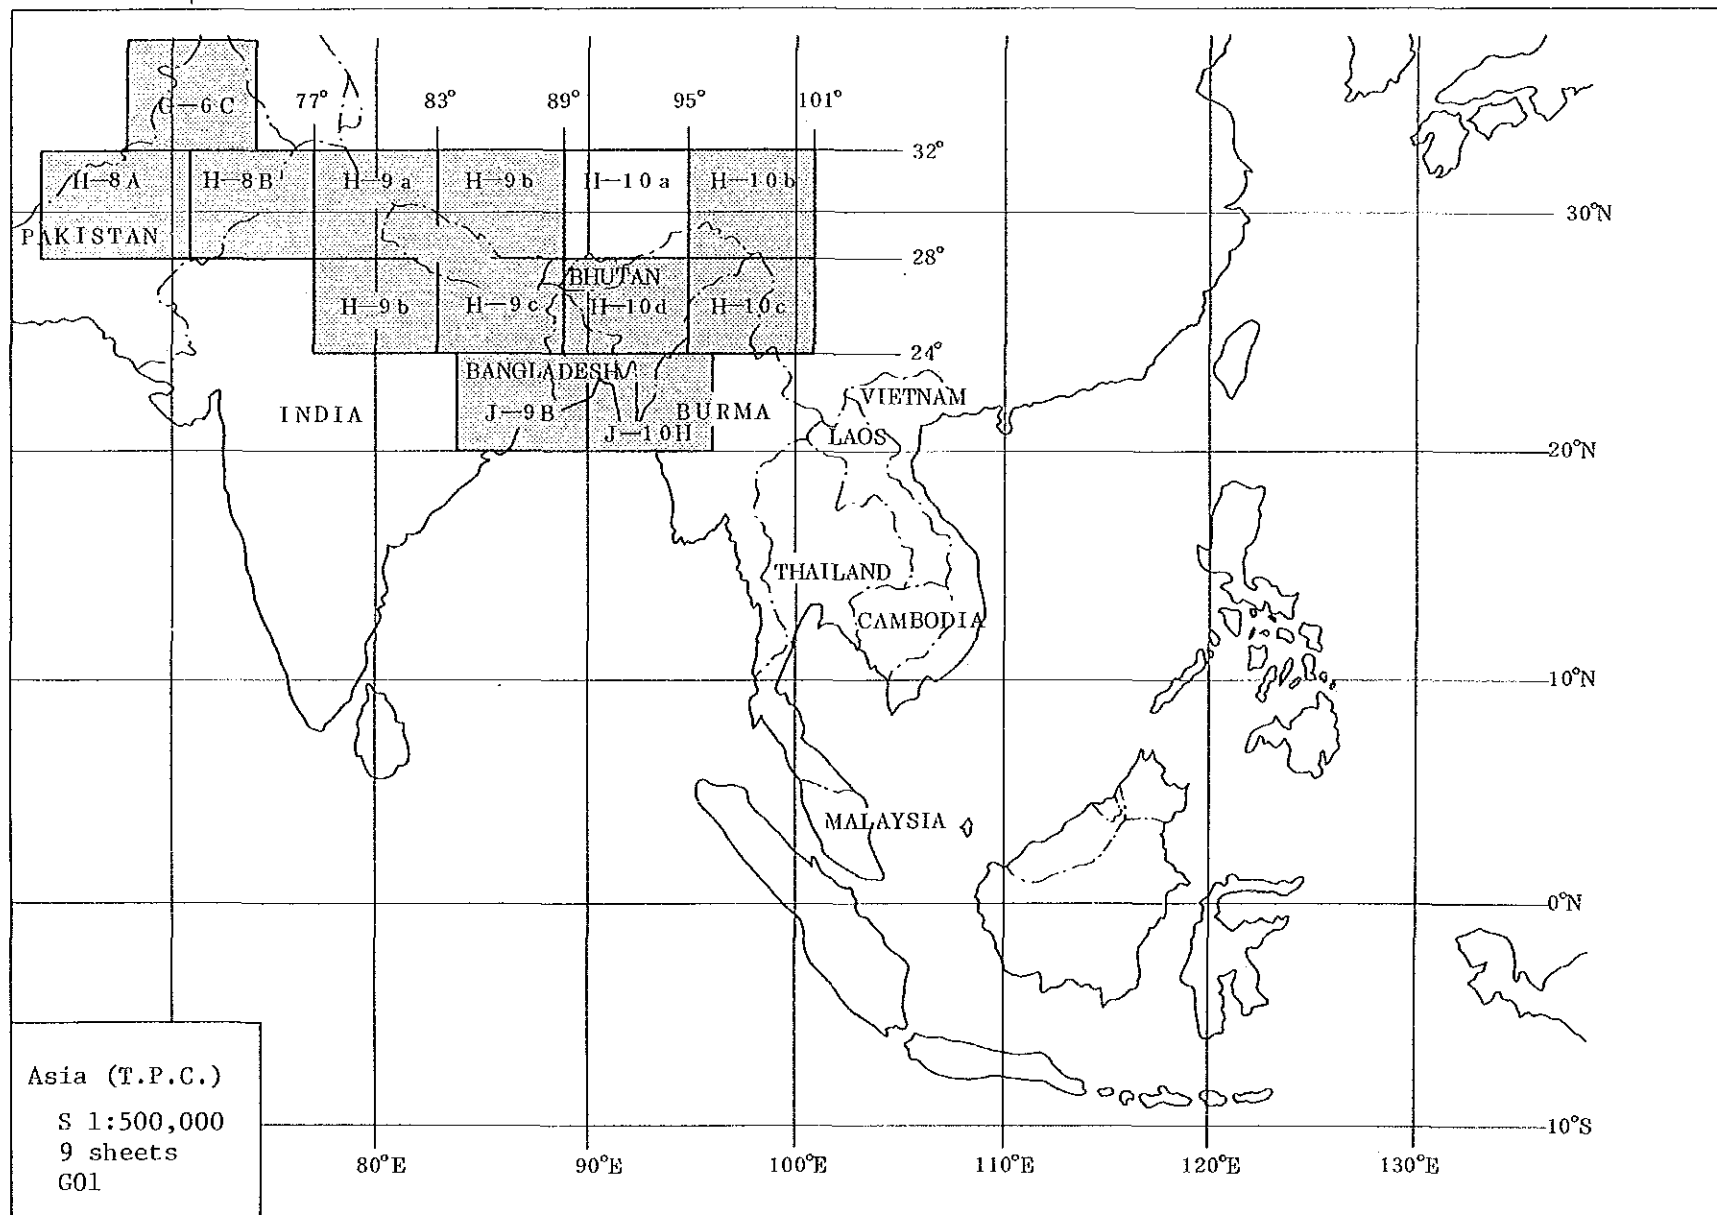 G-6C
77° 83° 89° 95° 101°
32°
H-8A H-8B H-9a H-9b H-10a H-10b
30°N
PAKISTAN
28°
BHUTAN
H-9b H-9c H-10d H-10c
24°
BANGLADESH
VIETNAM
INDIA J-9B BURMA
J-10H LAOS
20°N
THAILAND
CAMBODIA
10°N
MALAYSIA
0°N
Asia (T.P.C.)
S 1:500,000
9 sheets
G01
10°S
80°E 90°E 100°E 110°E 120°E 130°E